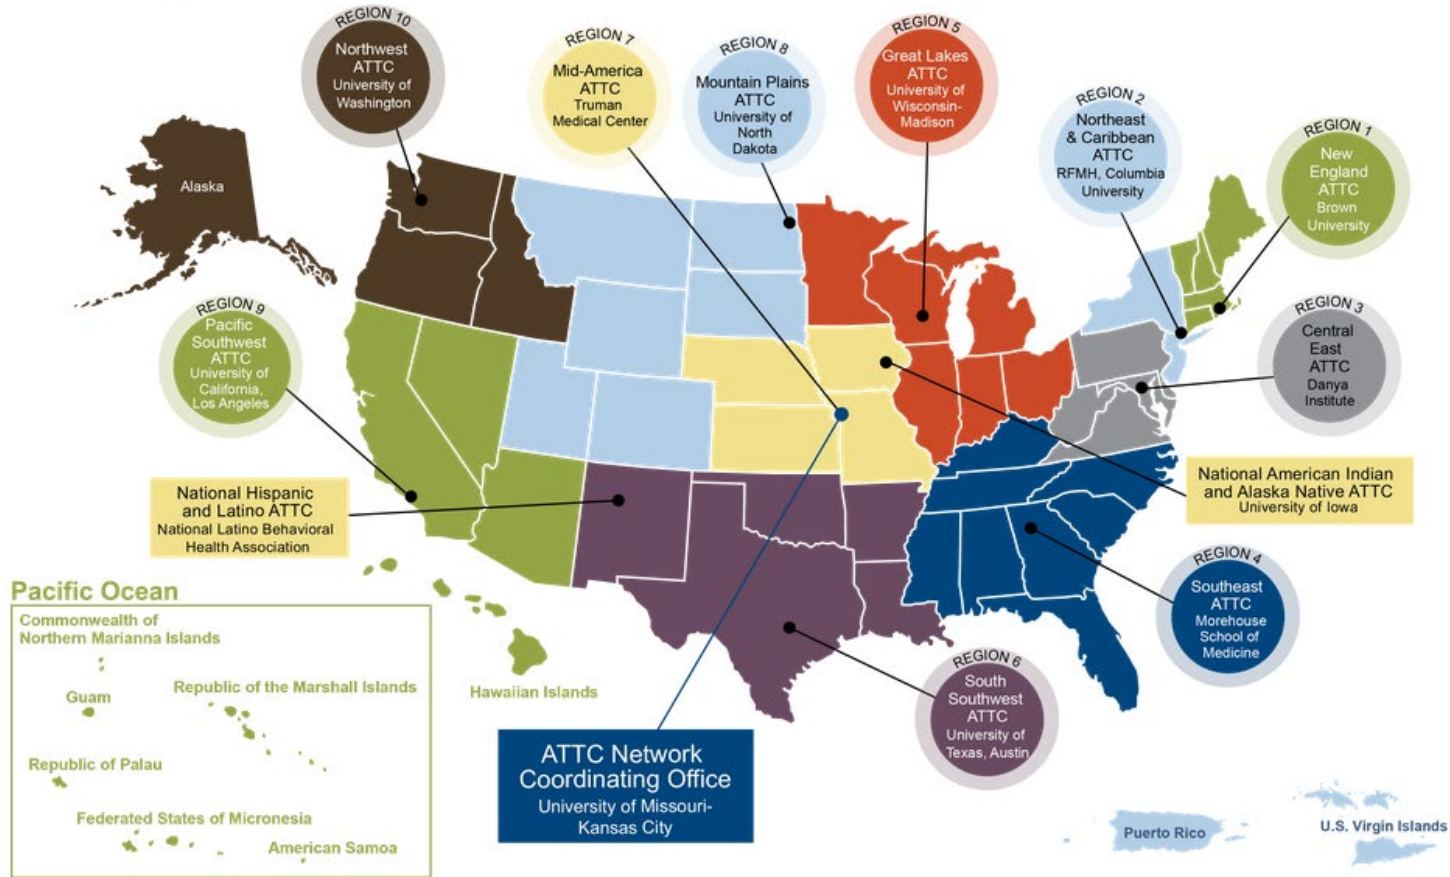 REGION 10
Northwest
ATTC
University of
Washington
REGION 7
Mid-America
ATTC
Truman
Medical Center
REGION 8
Mountain Plains
ATTC
University of
North
Dakota
REGION 5
Great Lakes
ATTC
University of
Wisconsin-
Madison
REGION 2
Northeast
& Caribbean
ATTC
RFMH, Columbia
University
REGION 1
New
England
ATTC
Brown
University
Alaska
REGION 9
Pacific
Southwest
ATTC
University of
California,
Los Angeles
REGION 3
Central
East
ATTC
Danya
Institute
National Hispanic
and Latino ATTC
National Latino Behavioral
Health Association
National American Indian
and Alaska Native ATTC
University of Iowa
REGION 4
Southeast
ATTC
Morehouse
School of
Medicine
Pacific Ocean
Commonwealth of
Northern Marianna Islands
Guam
Republic of the Marshall Islands
Republic of Palau
Federated States of Micronesia
American Samoa
Hawaiian Islands
REGION 6
South
Southwest
ATTC
University of
Texas, Austin
ATTC Network
Coordinating Office
University of Missouri-
Kansas City
Puerto Rico
U.S. Virgin Islands